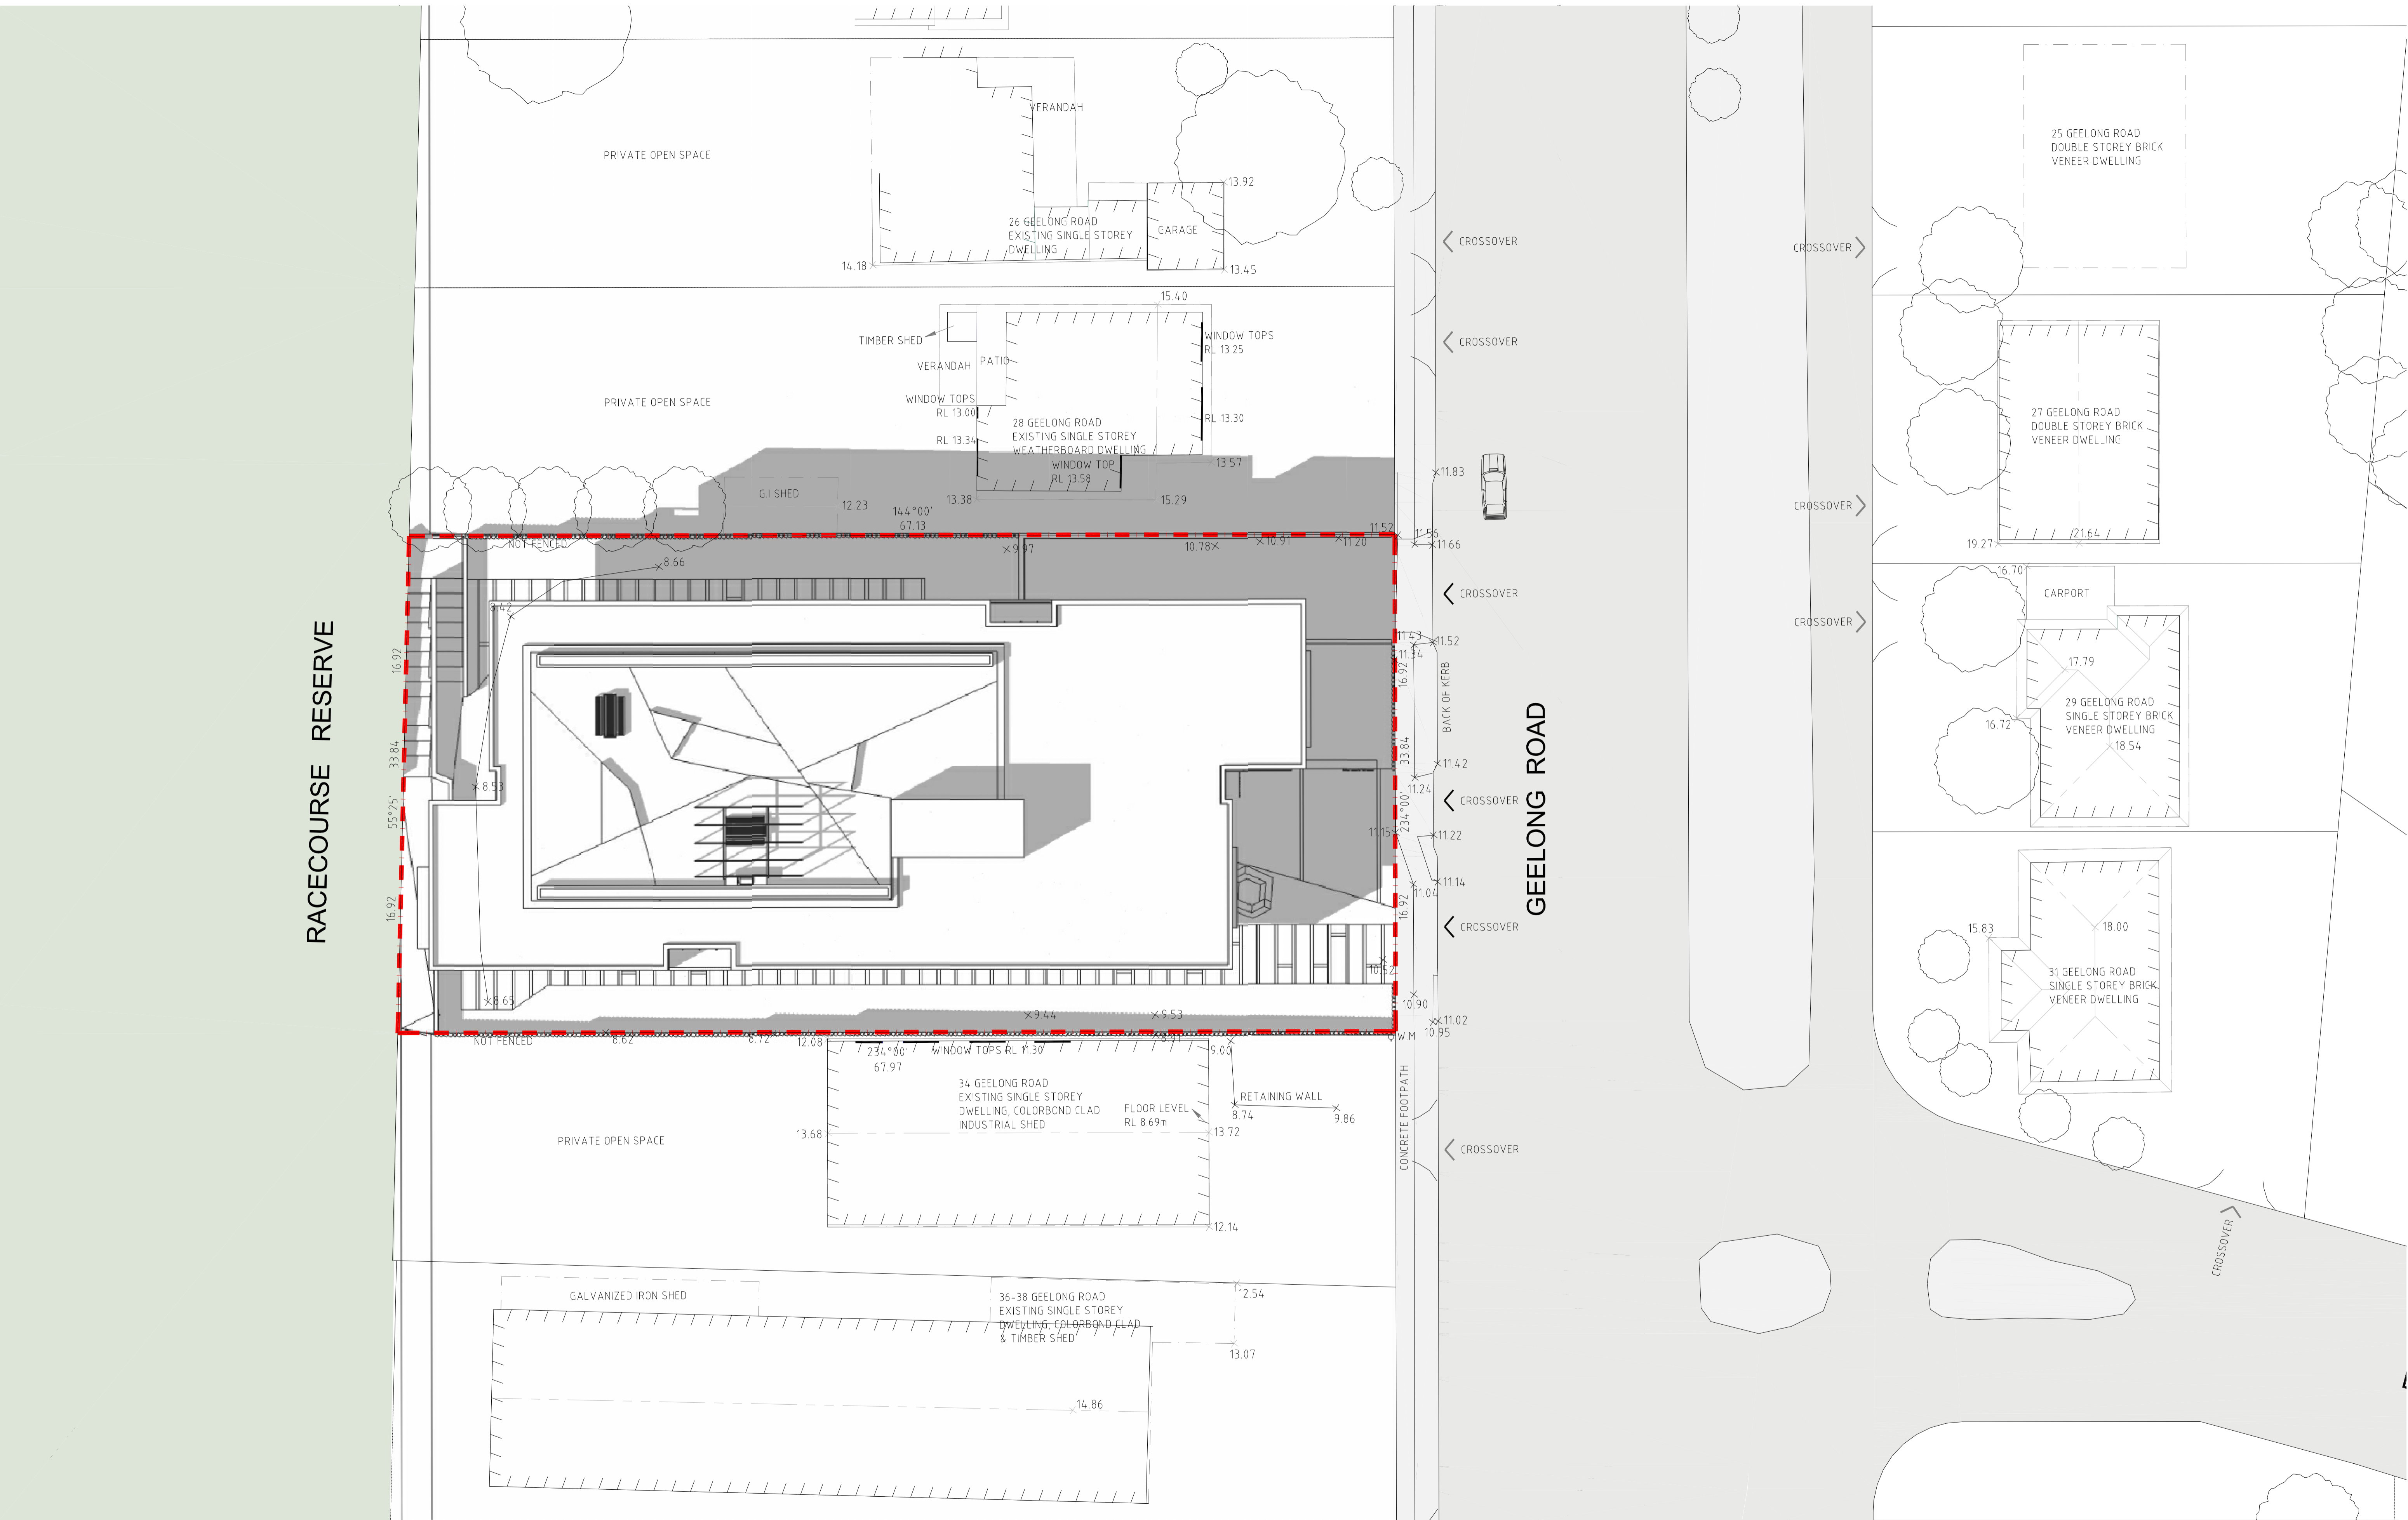 VERANDAH
PRIVATE OPEN SPACE
13.92
26 GEELONG ROAD
EXISTING SINGLE STOREY
DWELLING
GARAGE
14.18
13.45
CROSSOVER
CROSSOVER
25 GEELONG ROAD
DOUBLE STOREY BRICK
VENEER DWELLING
15.40
TIMBER SHED
VERANDAH
PATIO
WINDOW TOPS
RL 13.25
CROSSOVER
PRIVATE OPEN SPACE
WINDOW TOPS
RL 13.00
RL 13.34
RL 13.30
28 GEELONG ROAD
EXISTING SINGLE STOREY
WEATHERBOARD DWELLING
WINDOW TOP
RL 13.58
13.57
27 GEELONG ROAD
DOUBLE STOREY BRICK
VENEER DWELLING
11.83
G.I SHED
12.23
13.38
15.29
144°00'
67.13
CROSSOVER
NOT FENCED
9.97
10.78
10.91
11.20
11.52
11.56
11.66
19.27
21.64
8.66
8.42
CROSSOVER
16.70
CARPORT
CROSSOVER
11.43
11.52
11.34
16.92
16.92
BACK OF KERB
17.79
29 GEELONG ROAD
SINGLE STOREY BRICK
VENEER DWELLING
16.72
18.54
RACECOURSE RESERVE
GEELONG ROAD
33.84
33.84
11.42
8.53
11.24
55°25'
234°00'
CROSSOVER
11.15
11.22
11.14
11.04
16.92
16.92
CROSSOVER
15.83
18.00
31 GEELONG ROAD
SINGLE STOREY BRICK
VENEER DWELLING
10.52
8.65
10.90
9.44
9.53
11.02
10.95
W.M
NOT FENCED
8.62
8.72
12.08
8.91
9.00
234°00'
67.97
WINDOW TOPS RL 11.30
34 GEELONG ROAD
EXISTING SINGLE STOREY
DWELLING, COLORBOND CLAD
INDUSTRIAL SHED
FLOOR LEVEL
RL 8.69m
RETAINING WALL
8.74
9.86
13.68
13.72
PRIVATE OPEN SPACE
CONCRETE FOOTPATH
CROSSOVER
12.14
CROSSOVER
GALVANIZED IRON SHED
36-38 GEELONG ROAD
EXISTING SINGLE STOREY
DWELLING, COLORBOND CLAD
& TIMBER SHED
12.54
13.07
14.86